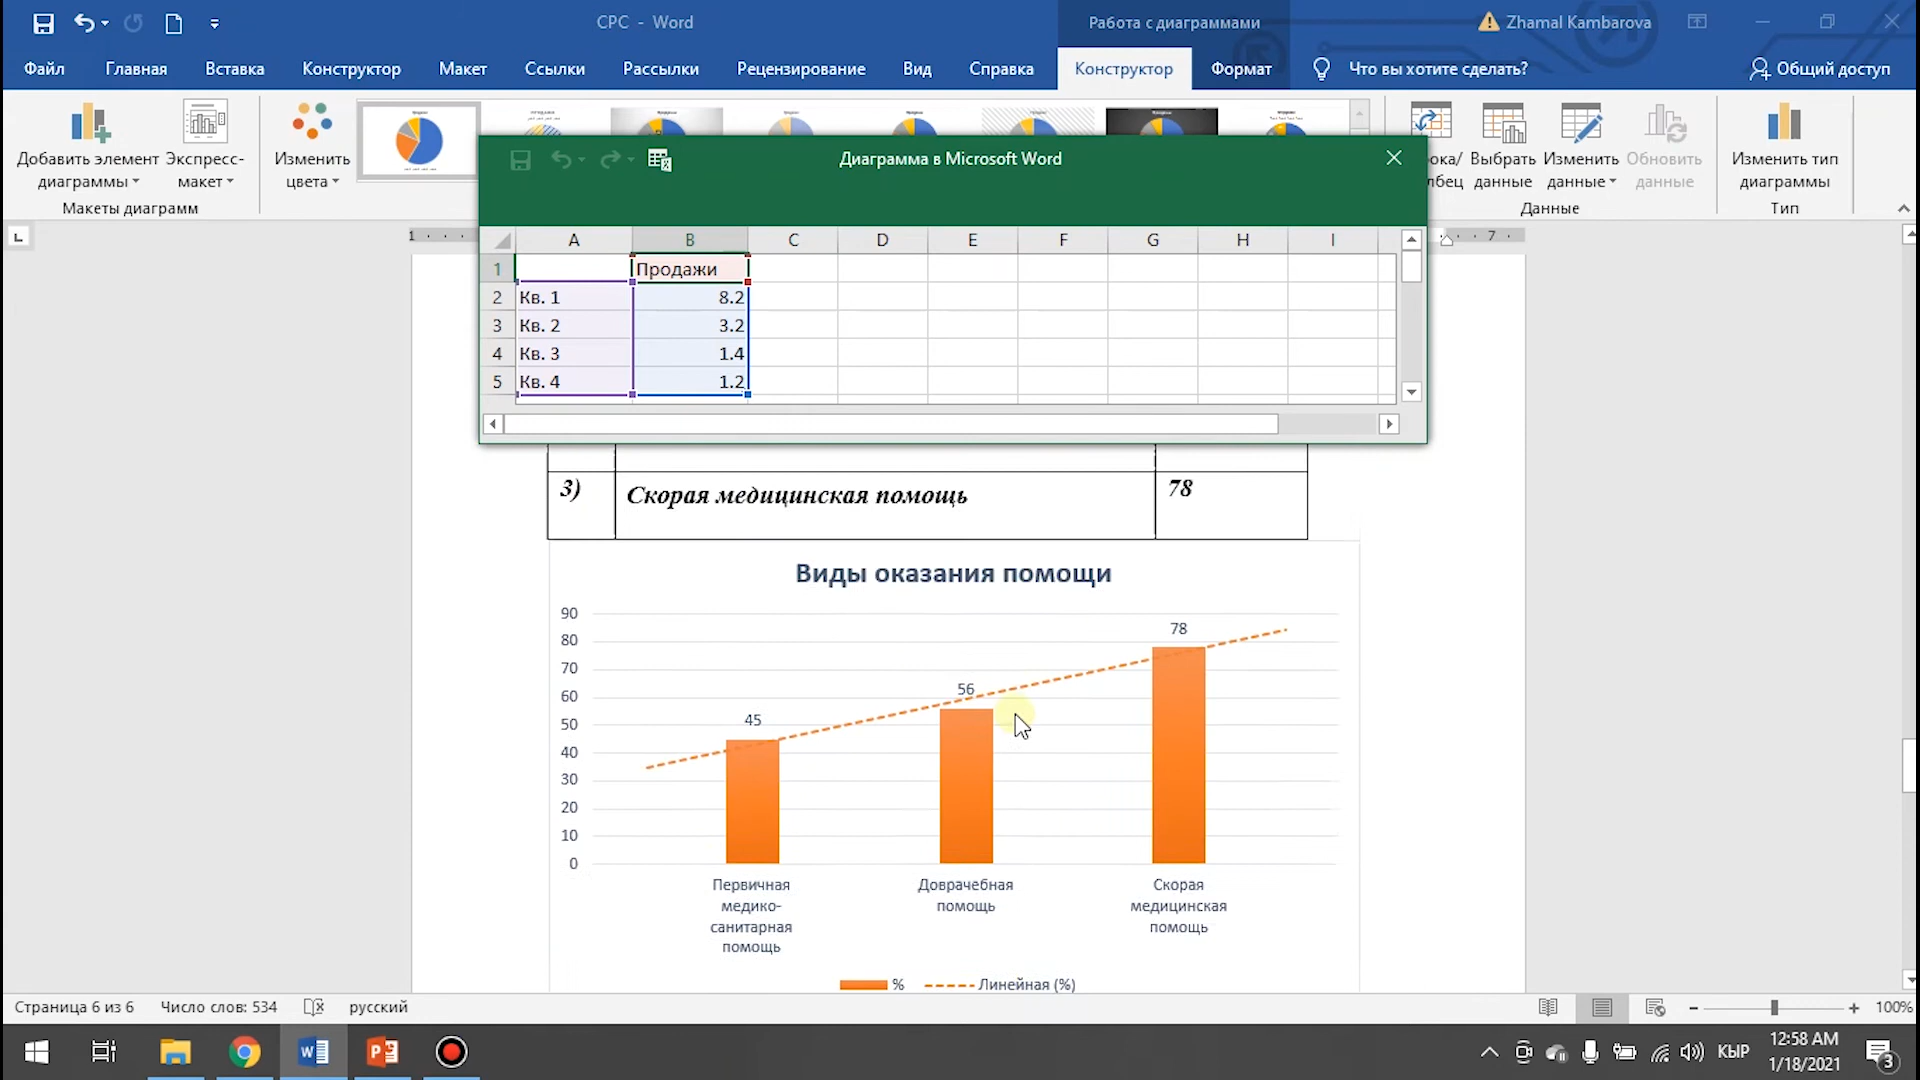 СРС - Word
Работа с диаграммами
Zhamal Kambarova
Файл Главная Вставка Конструктор Макет Ссылки Рассылки Рецензирование Вид Справка Конструктор Формат Что вы хотите сделать? Общий доступ
Добавить элемент диаграммы
Экспресс-макет
Изменить цвета
Выбрать данные
Изменить данные
Обновить данные
Изменить тип диаграммы
Макеты диаграмм
Данные
Тип
Диаграмма в Microsoft Word
A B C D E F G H I
1 Продажи
2 Кв. 1 8.2
3 Кв. 2 3.2
4 Кв. 3 1.4
5 Кв. 4 1.2
1
7
3) Скорая медицинская помощь 78
Виды оказания помощи
90
80
70
60
50
40
30
20
10
0
45
56
78
Первичная
медико-
санитарная
помощь
Доврачебная
помощь
Скорая
медицинская
помощь
% Линейная (%)
Страница 6 из 6 Число слов: 534 русский
100%
КЫР
12:58 AM
1/18/2021
3